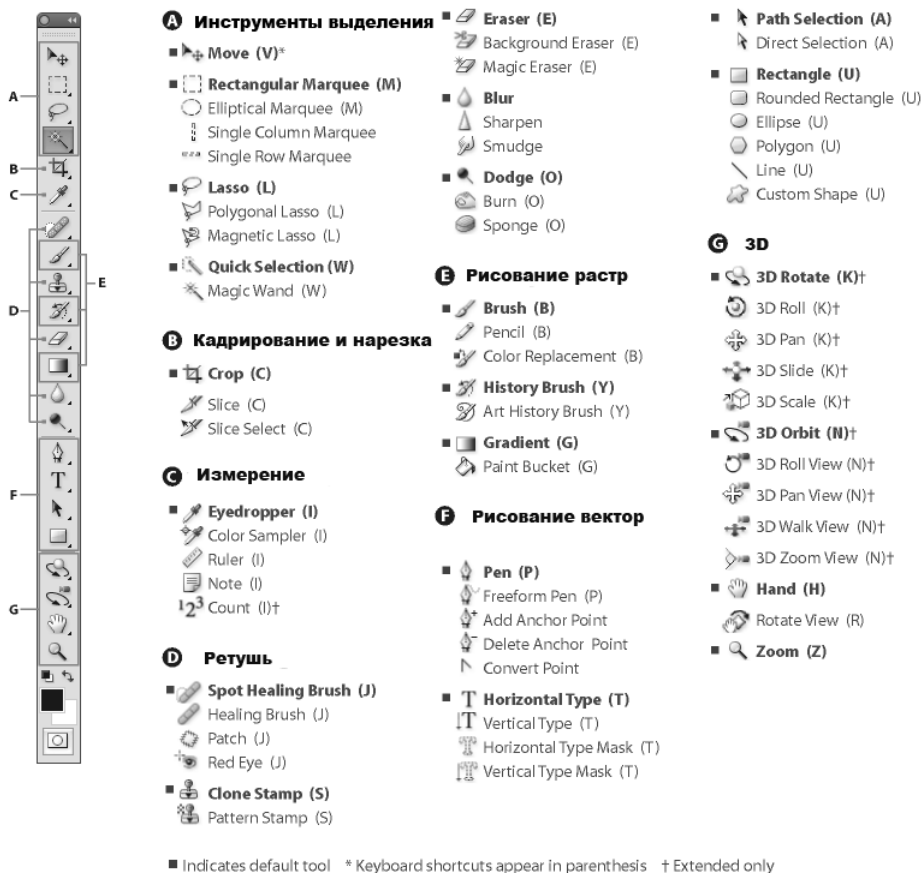 A
B
C
D
E
F
G
A Инструменты выделения
Move (V)*
Rectangular Marquee (M)
Elliptical Marquee (M)
Single Column Marquee
Single Row Marquee
Lasso (L)
Polygonal Lasso (L)
Magnetic Lasso (L)
Quick Selection (W)
Magic Wand (W)
B Кадрирование и нарезка
Crop (C)
Slice (C)
Slice Select (C)
C Измерение
Eyedropper (I)
Color Sampler (I)
Ruler (I)
Note (I)
Count (I)†
D Ретушь
Spot Healing Brush (J)
Healing Brush (J)
Patch (J)
Red Eye (J)
Clone Stamp (S)
Pattern Stamp (S)
Eraser (E)
Background Eraser (E)
Magic Eraser (E)
Blur
Sharpen
Smudge
Dodge (O)
Burn (O)
Sponge (O)
E Рисование растр
Brush (B)
Pencil (B)
Color Replacement (B)
History Brush (Y)
Art History Brush (Y)
Gradient (G)
Paint Bucket (G)
F Рисование вектор
Pen (P)
Freeform Pen (P)
Add Anchor Point
Delete Anchor Point
Convert Point
Horizontal Type (T)
Vertical Type (T)
Horizontal Type Mask (T)
Vertical Type Mask (T)
Path Selection (A)
Direct Selection (A)
Rectangle (U)
Rounded Rectangle (U)
Ellipse (U)
Polygon (U)
Line (U)
Custom Shape (U)
G 3D
3D Rotate (K)†
3D Roll (K)†
3D Pan (K)†
3D Slide (K)†
3D Scale (K)†
3D Orbit (N)†
3D Roll View (N)†
3D Pan View (N)†
3D Walk View (N)†
3D Zoom View (N)†
Hand (H)
Rotate View (R)
Zoom (Z)
■ Indicates default tool * Keyboard shortcuts appear in parenthesis † Extended only